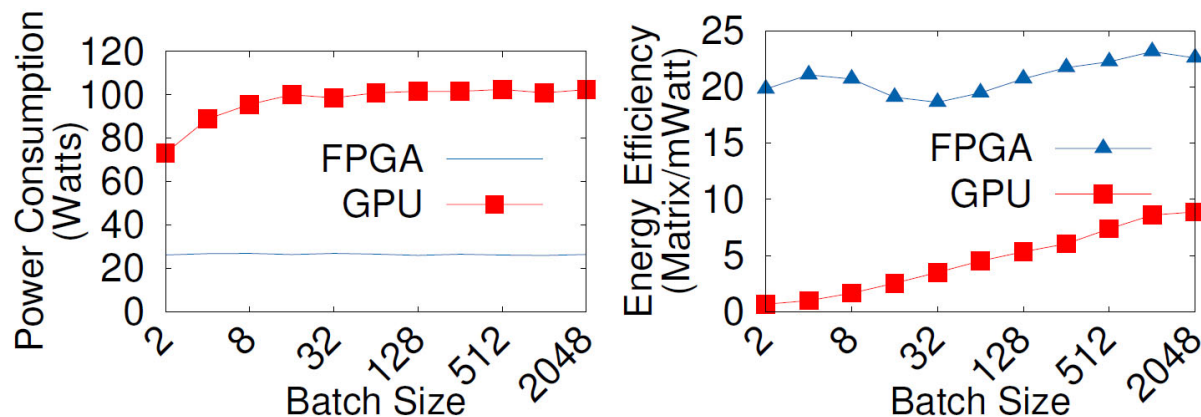 Power Consumption
(Watts)
120
100
80
60
40
20
0
FPGA
GPU
2
8
32
128
512
2048
Batch Size
Energy Efficiency
(Matrix/mWatt)
25
20
15
10
5
0
FPGA
GPU
2
8
32
128
512
2048
Batch Size